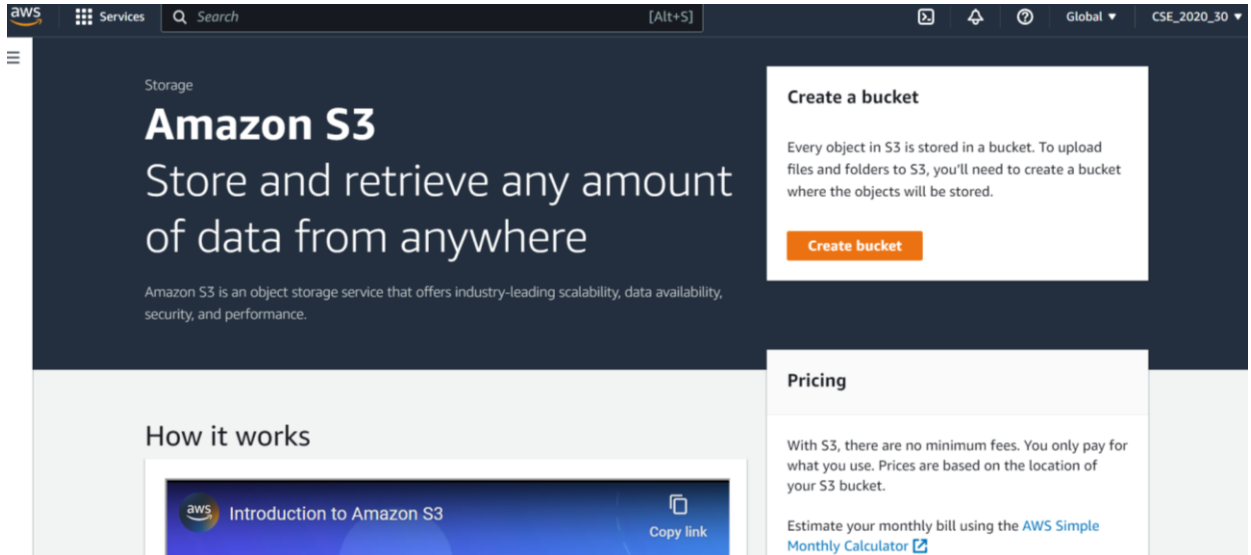 aws
Services
Search
[Alt+S]
Global
CSE_2020_30
Storage
Amazon S3
Store and retrieve any amount
of data from anywhere
Amazon S3 is an object storage service that offers industry-leading scalability, data availability,
security, and performance.
Create a bucket
Every object in S3 is stored in a bucket. To upload
files and folders to S3, you'll need to create a bucket
where the objects will be stored.
Create bucket
How it works
aws
Introduction to Amazon S3
Copy link
Pricing
With S3, there are no minimum fees. You only pay for
what you use. Prices are based on the location of
your S3 bucket.
Estimate your monthly bill using the AWS Simple
Monthly Calculator